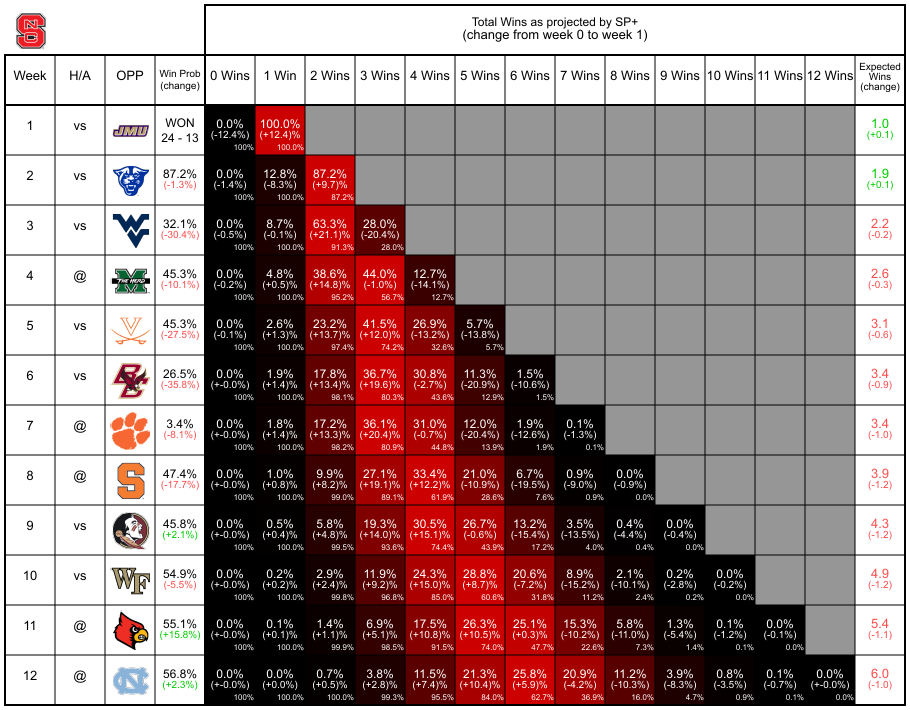 Total Wins as projected by SP+
(change from week 0 to week 1)
Week H/A OPP Win Prob (change) 0 Wins 1 Win 2 Wins 3 Wins 4 Wins 5 Wins 6 Wins 7 Wins 8 Wins 9 Wins 10 Wins 11 Wins 12 Wins Expected Wins (change)
1 vs JMU WON 0.0% 100.0% 1.0
24 - 13 (-12.4%) (+12.4)% (+0.1)
100% 100.0%
2 vs 87.2% 0.0% 12.8% 87.2% 1.9
(-1.3%) (-1.4%) (-8.3%) (+9.7)% (+0.1)
100% 100.0% 87.2%
3 vs WV 32.1% 0.0% 8.7% 63.3% 28.0% 2.2
(-30.4%) (-0.5%) (-0.1%) (+21.1)% (-20.4%) (-0.2)
100% 100.0% 91.3% 28.0%
4 @ M THE HERD 45.3% 0.0% 4.8% 38.6% 44.0% 12.7% 2.6
(-10.1%) (-0.2%) (+0.5)% (+14.8)% (-1.0%) (-14.1%) (-0.3)
100% 100.0% 95.2% 56.7% 12.7%
5 vs V 45.3% 0.0% 2.6% 23.2% 41.5% 26.9% 5.7% 3.1
(-27.5%) (-0.1%) (+1.3)% (+13.7)% (+12.0)% (-13.2%) (-13.8%) (-0.6)
100% 100.0% 97.4% 74.2% 32.6% 5.7%
6 vs BC 26.5% 0.0% 1.9% 17.8% 36.7% 30.8% 11.3% 1.5% 3.4
(-35.8%) (+-0.0%) (+1.4)% (+13.4)% (+19.6)% (-2.7%) (-20.9%) (-10.6%) (-0.9)
100% 100.0% 98.1% 80.3% 43.6% 12.9% 1.5%
7 @ 3.4% 0.0% 1.8% 17.2% 36.1% 31.0% 12.0% 1.9% 0.1% 3.4
(-8.1%) (+-0.0%) (+1.4)% (+13.3)% (+20.4)% (-0.7%) (-20.4%) (-12.6%) (-1.3%) (-1.0)
100% 100.0% 98.2% 80.9% 44.8% 13.9% 1.9% 0.1%
8 @ S 47.4% 0.0% 1.0% 9.9% 27.1% 33.4% 21.0% 6.7% 0.9% 0.0% 3.9
(-17.7%) (+-0.0%) (+0.8)% (+8.2)% (+19.1)% (+12.2)% (-10.9%) (-19.5%) (-9.0%) (-0.9%) (-1.2)
100% 100.0% 99.0% 89.1% 61.9% 28.6% 7.6% 0.9% 0.0%
9 vs 45.8% 0.0% 0.5% 5.8% 19.3% 30.5% 26.7% 13.2% 3.5% 0.4% 0.0% 4.3
(+2.1%) (+-0.0%) (+0.4)% (+4.8)% (+14.0)% (+15.1)% (-0.6%) (-15.4%) (-13.5%) (-4.4%) (-0.4%) (-1.2)
100% 100.0% 99.5% 93.6% 74.4% 43.9% 17.2% 4.0% 0.4% 0.0%
10 vs WF 54.9% 0.0% 0.2% 2.9% 11.9% 24.3% 28.8% 20.6% 8.9% 2.1% 0.2% 0.0% 4.9
(-5.5%) (+-0.0%) (+0.2)% (+2.4)% (+9.2)% (+15.0)% (+8.7)% (-7.2%) (-15.2%) (-10.1%) (-2.8%) (-0.2%) (-1.2)
100% 100.0% 99.8% 96.8% 85.0% 60.6% 31.8% 11.2% 2.4% 0.2% 0.0%
11 @ 55.1% 0.0% 0.1% 1.4% 6.9% 17.5% 26.3% 25.1% 15.3% 5.8% 1.3% 0.1% 0.0% 5.4
(+15.8%) (+-0.0%) (+0.1)% (+1.1)% (+5.1)% (+10.8)% (+10.5)% (+0.3)% (-10.2%) (-11.0%) (-5.4%) (-1.2%) (-0.1%) (-1.1)
100% 100.0% 99.9% 98.5% 91.5% 74.0% 47.7% 22.6% 7.3% 1.4% 0.1% 0.0%
12 @ NC 56.8% 0.0% 0.0% 0.7% 3.8% 11.5% 21.3% 25.8% 20.9% 11.2% 3.9% 0.8% 0.1% 0.0% 6.0
(+2.3%) (+-0.0%) (+0.0)% (+0.5)% (+2.8)% (+7.4)% (+10.4)% (+5.9)% (-4.2%) (-10.3%) (-8.3%) (-3.5%) (-0.7%) (+-0.0%) (-1.0)
100% 100.0% 100.0% 99.3% 95.5% 84.0% 62.7% 36.9% 16.0% 4.7% 0.9% 0.1% 0.0%